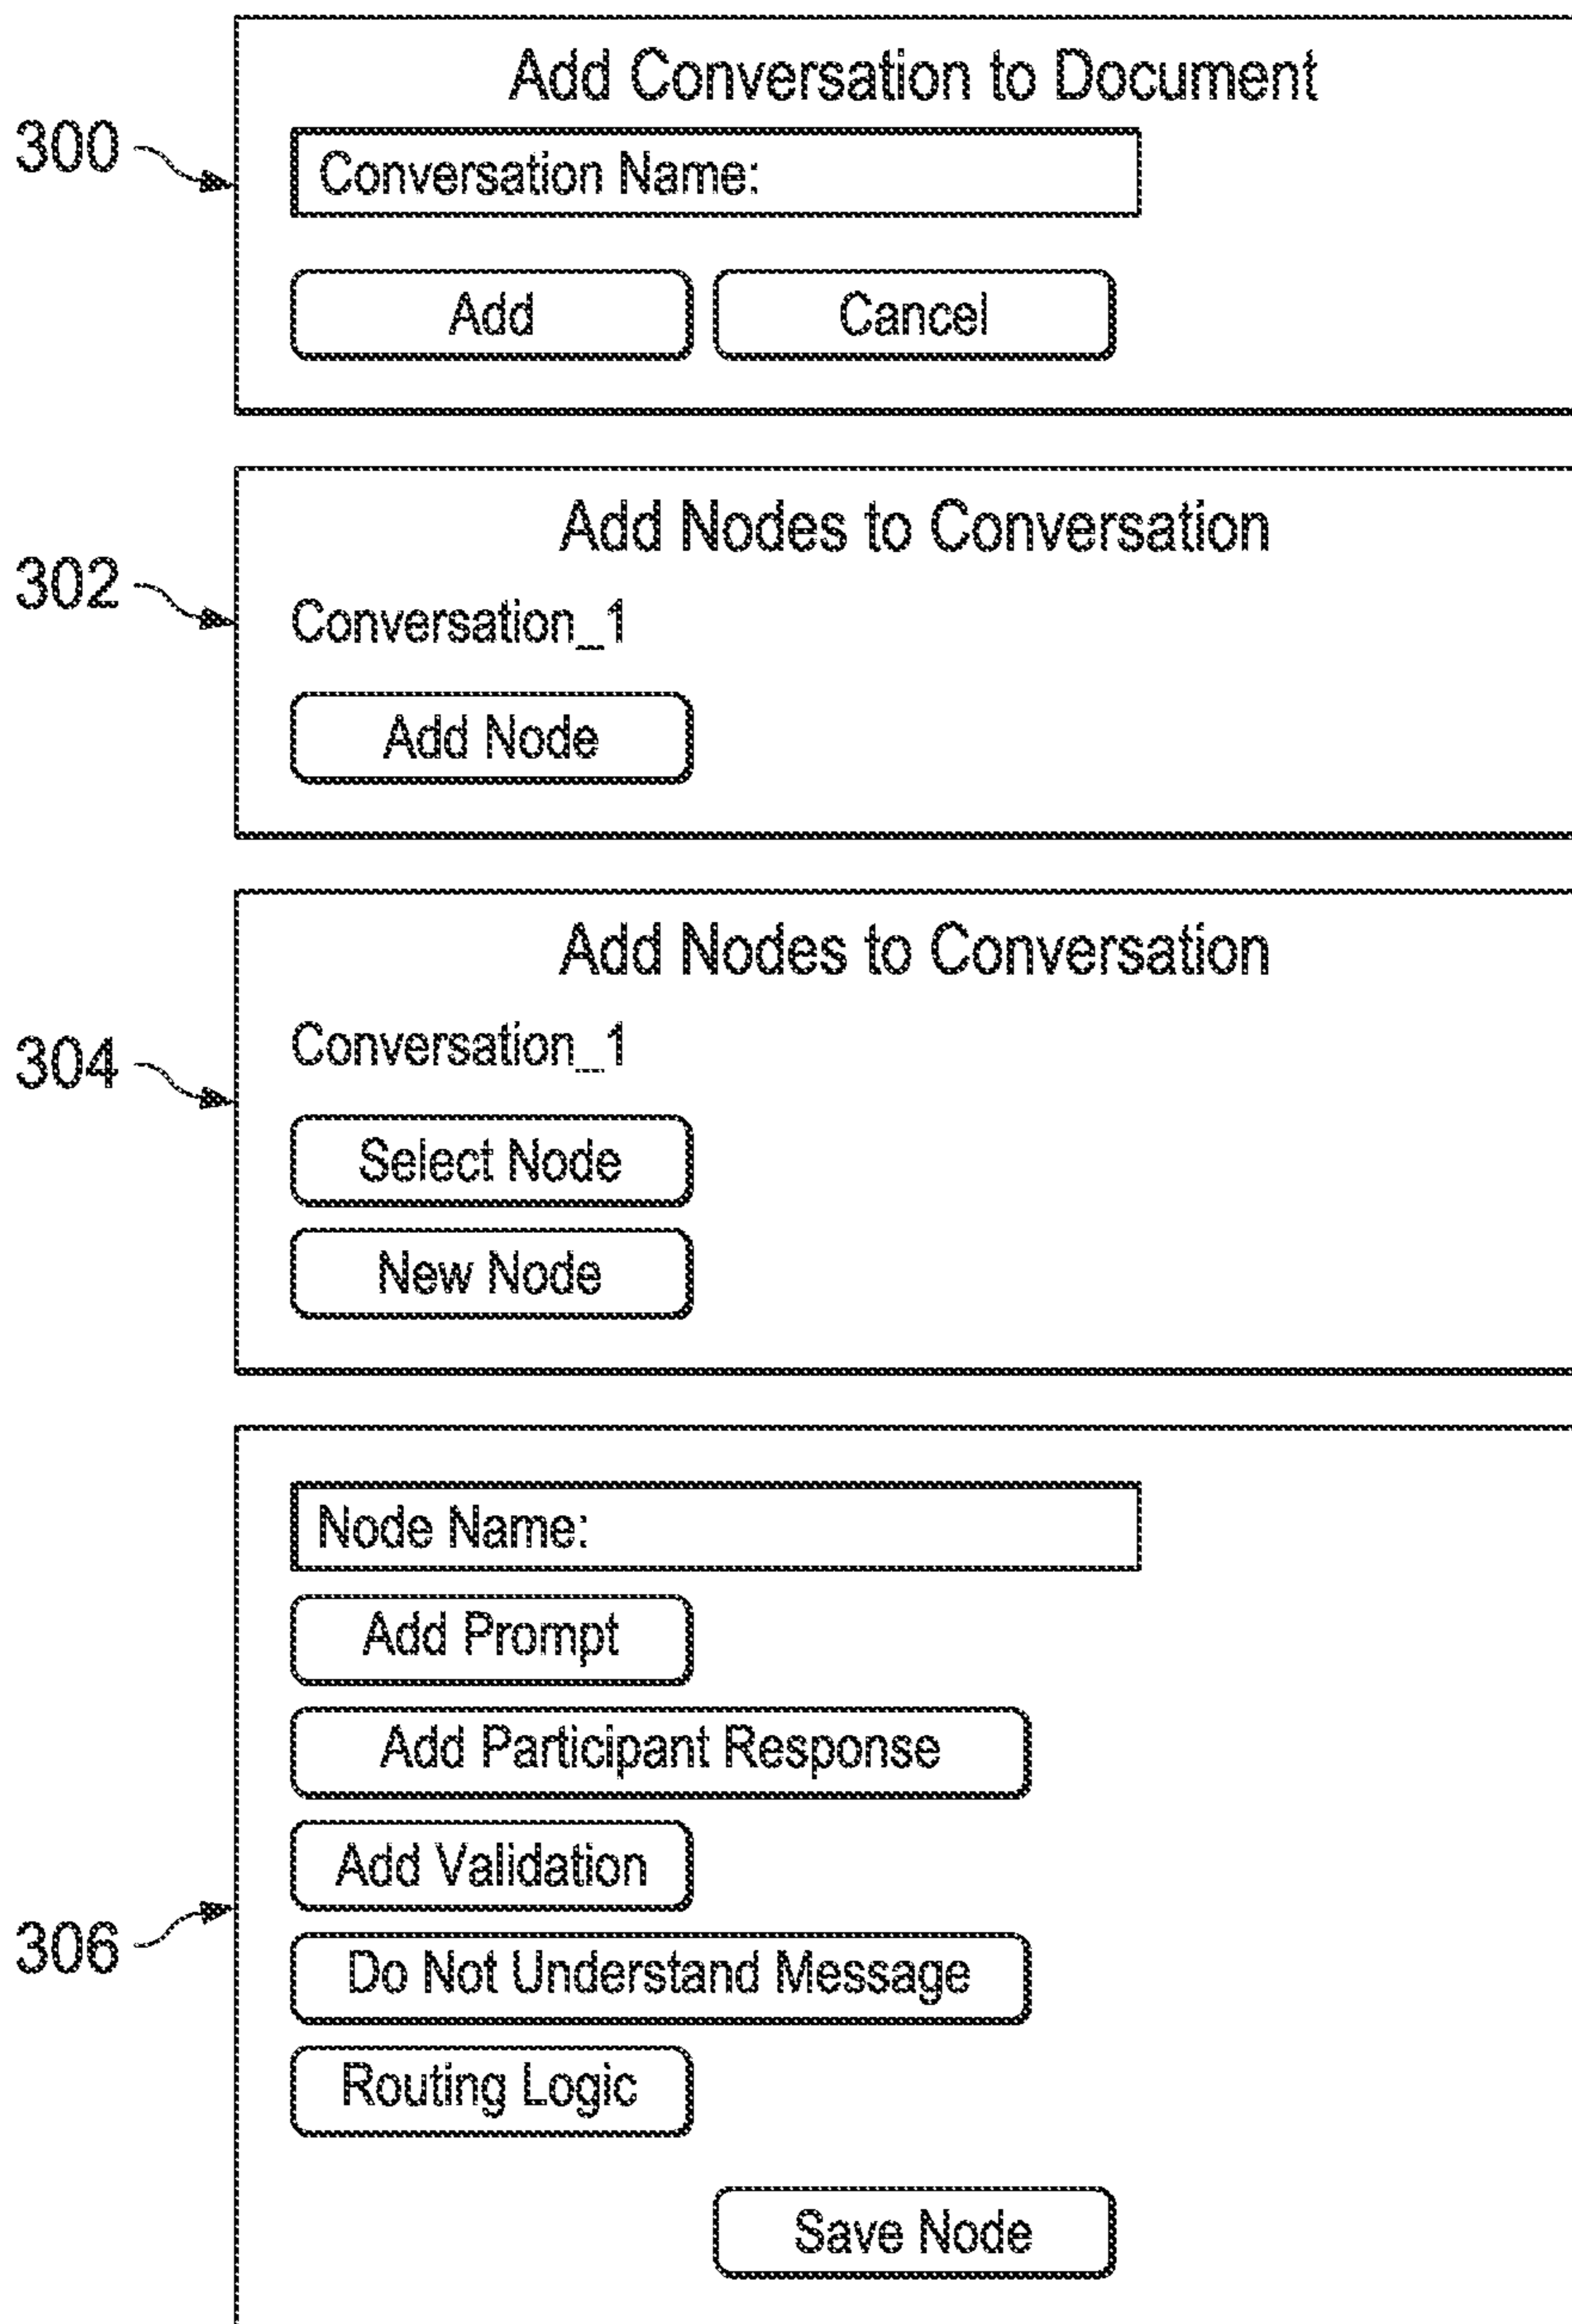 Add Conversation to Document
300
Conversation Name:
Add
Cancel
Add Nodes to Conversation
302
Conversation_1
Add Node
Add Nodes to Conversation
304
Conversation_1
Select Node
New Node
Node Name:
Add Prompt
Add Participant Response
Add Validation
306
Do Not Understand Message
Routing Logic
Save Node